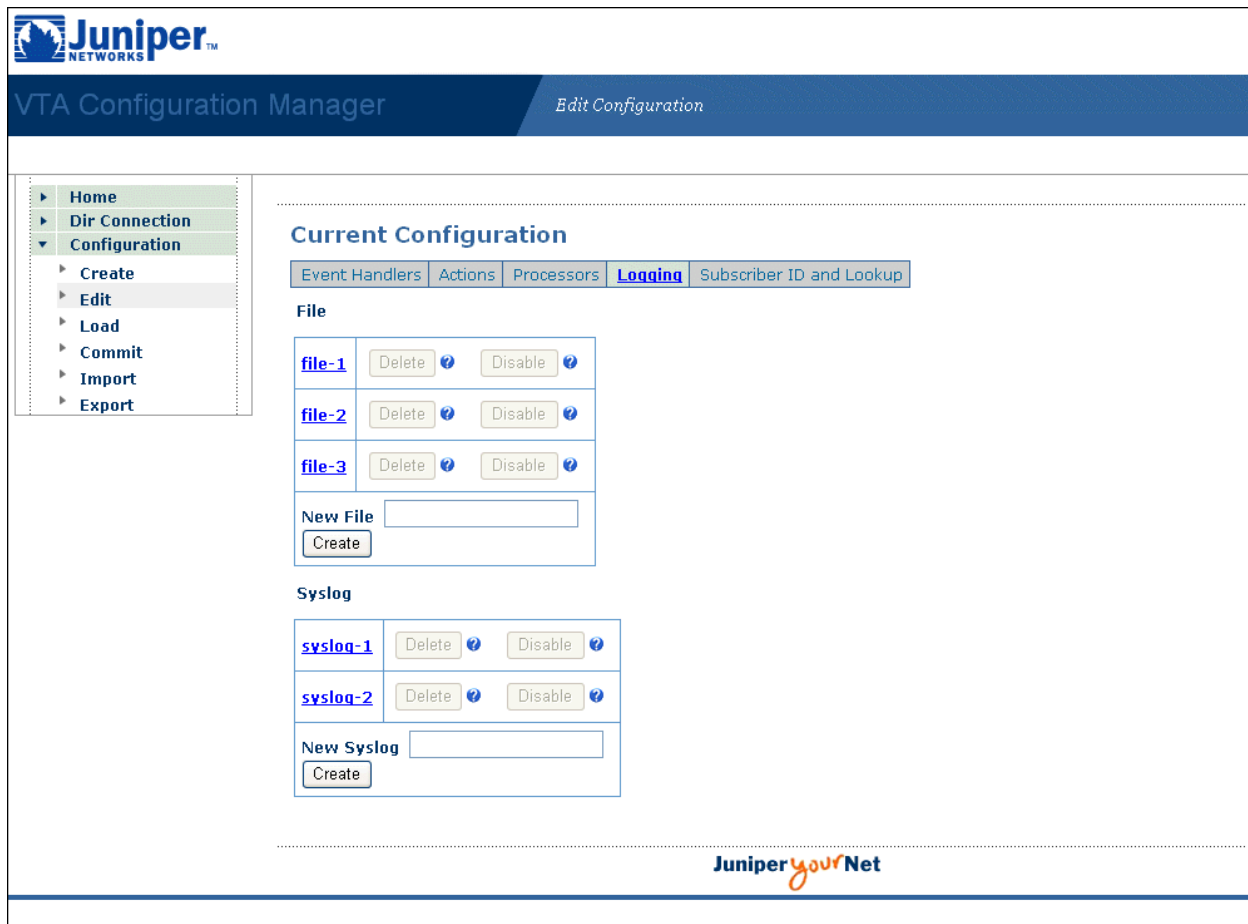 Juniper™
NETWORKS
VTA Configuration Manager
Edit Configuration
Home
Dir Connection
Configuration
Create
Edit
Load
Commit
Import
Export
Current Configuration
Event Handlers Actions Processors Logging Subscriber ID and Lookup
File
file-1 Delete ? Disable ?
file-2 Delete ? Disable ?
file-3 Delete ? Disable ?
New File
Create
Syslog
syslog-1 Delete ? Disable ?
syslog-2 Delete ? Disable ?
New Syslog
Create
Juniper your Net